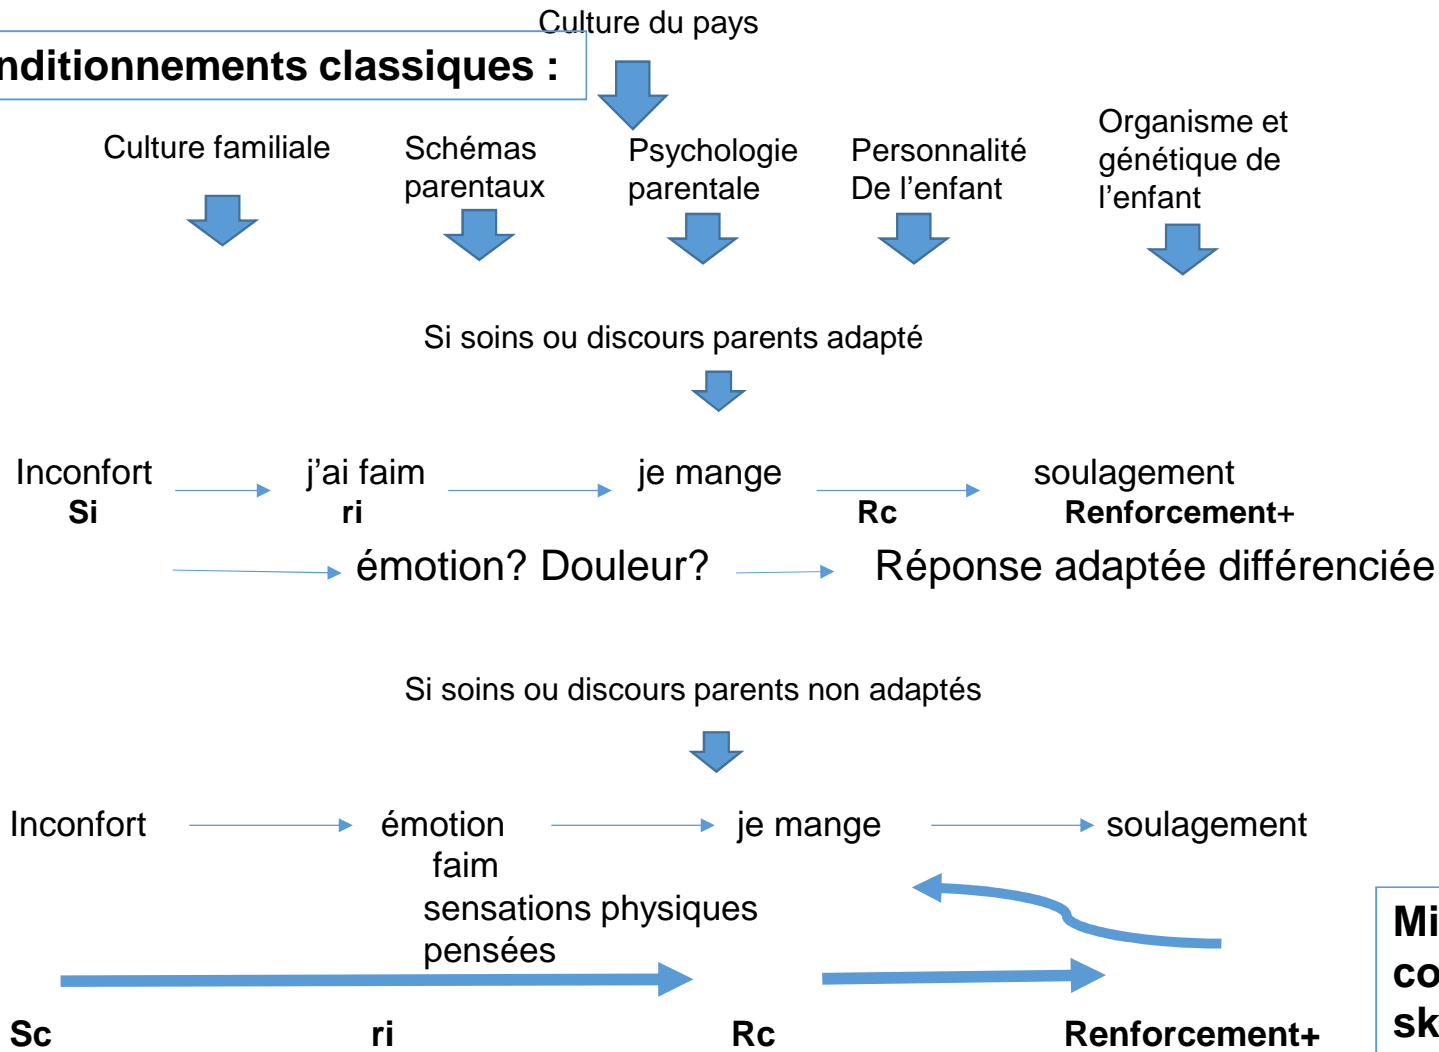 Culture du pays
nditionnements classiques :
Culture familiale
Schémas
parentaux
Psychologie
parentale
Personnalité
De l’enfant
Organisme et
génétique de
l’enfant
Si soins ou discours parents adapté
Inconfort j’ai faim je mange soulagement
Si ri Rc Renforcement+
émotion? Douleur? Réponse adaptée différenciée
Si soins ou discours parents non adaptés
Inconfort émotion je mange soulagement
faim
sensations physiques
pensées
Sc ri Rc Renforcement+
Mi
co
sk